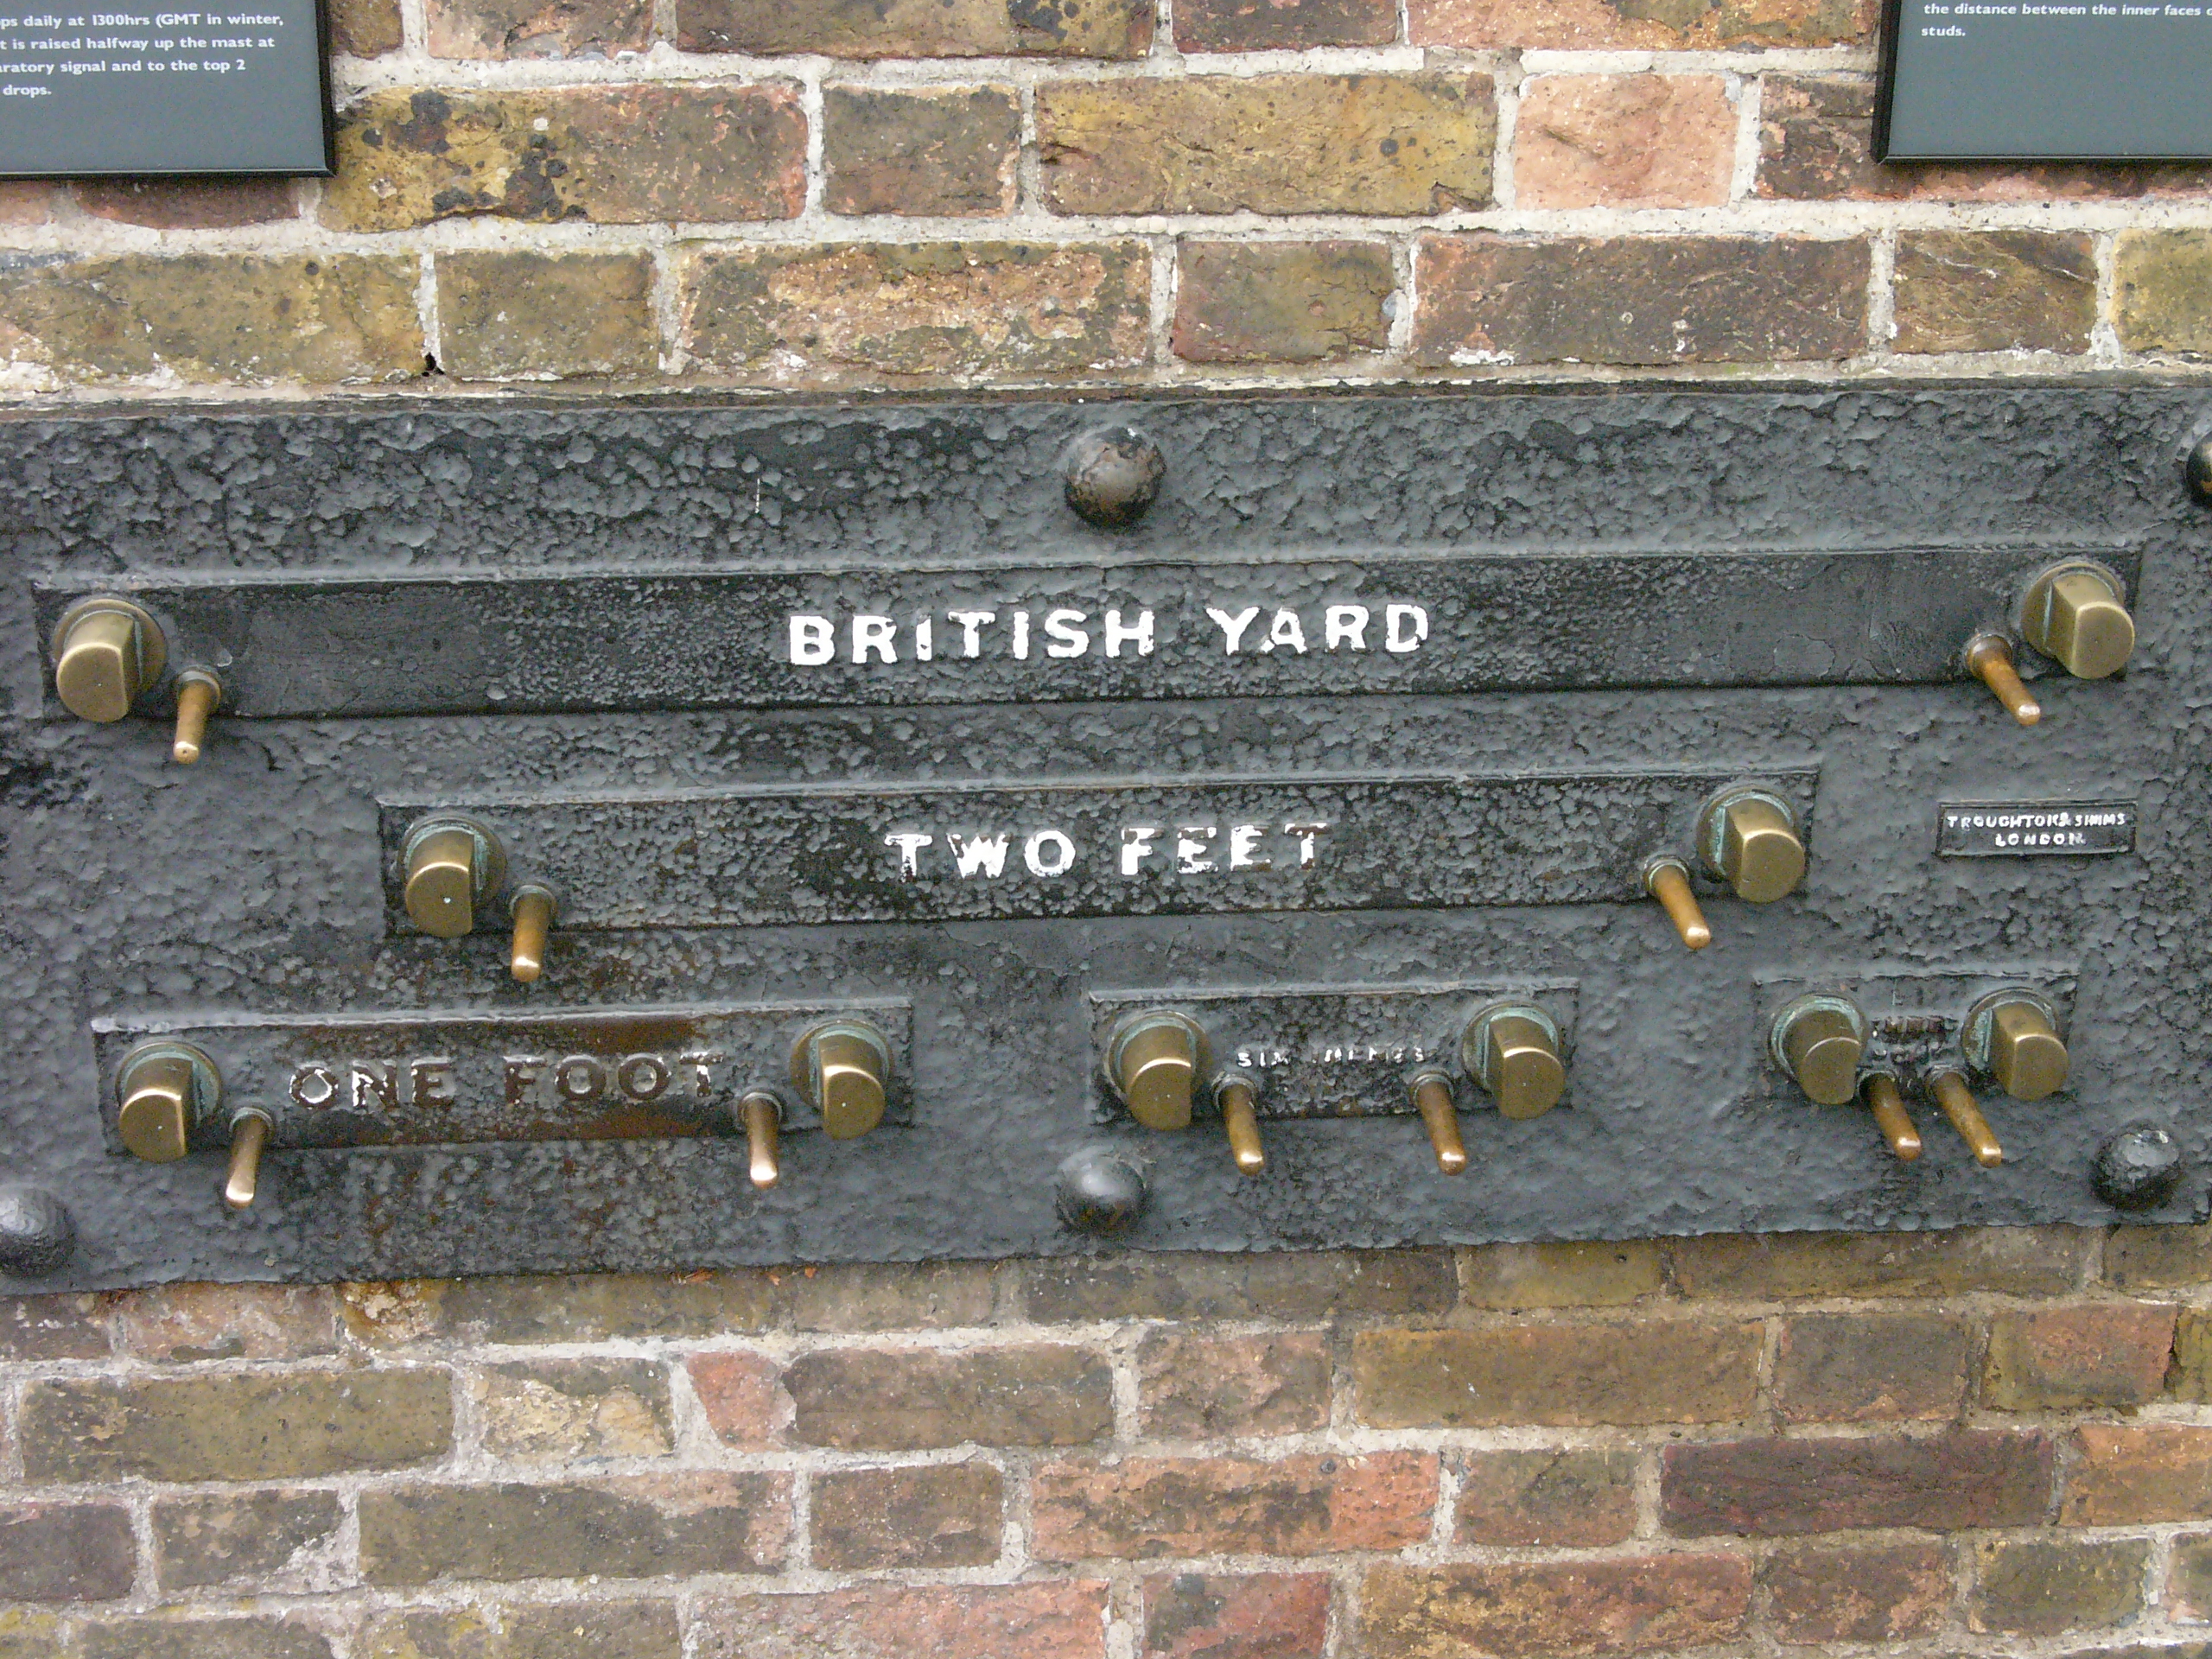 ps daily at 1300hrs (GMT in winter,
t is raised halfway up the mast at
aratory signal and to the top 2
drops.
the distance between the inner faces
studs.
BRITISH YARD
TWO FEET
TROUGHTON & SIMMS
LONDON
ONE FOOT
SIX INCHES